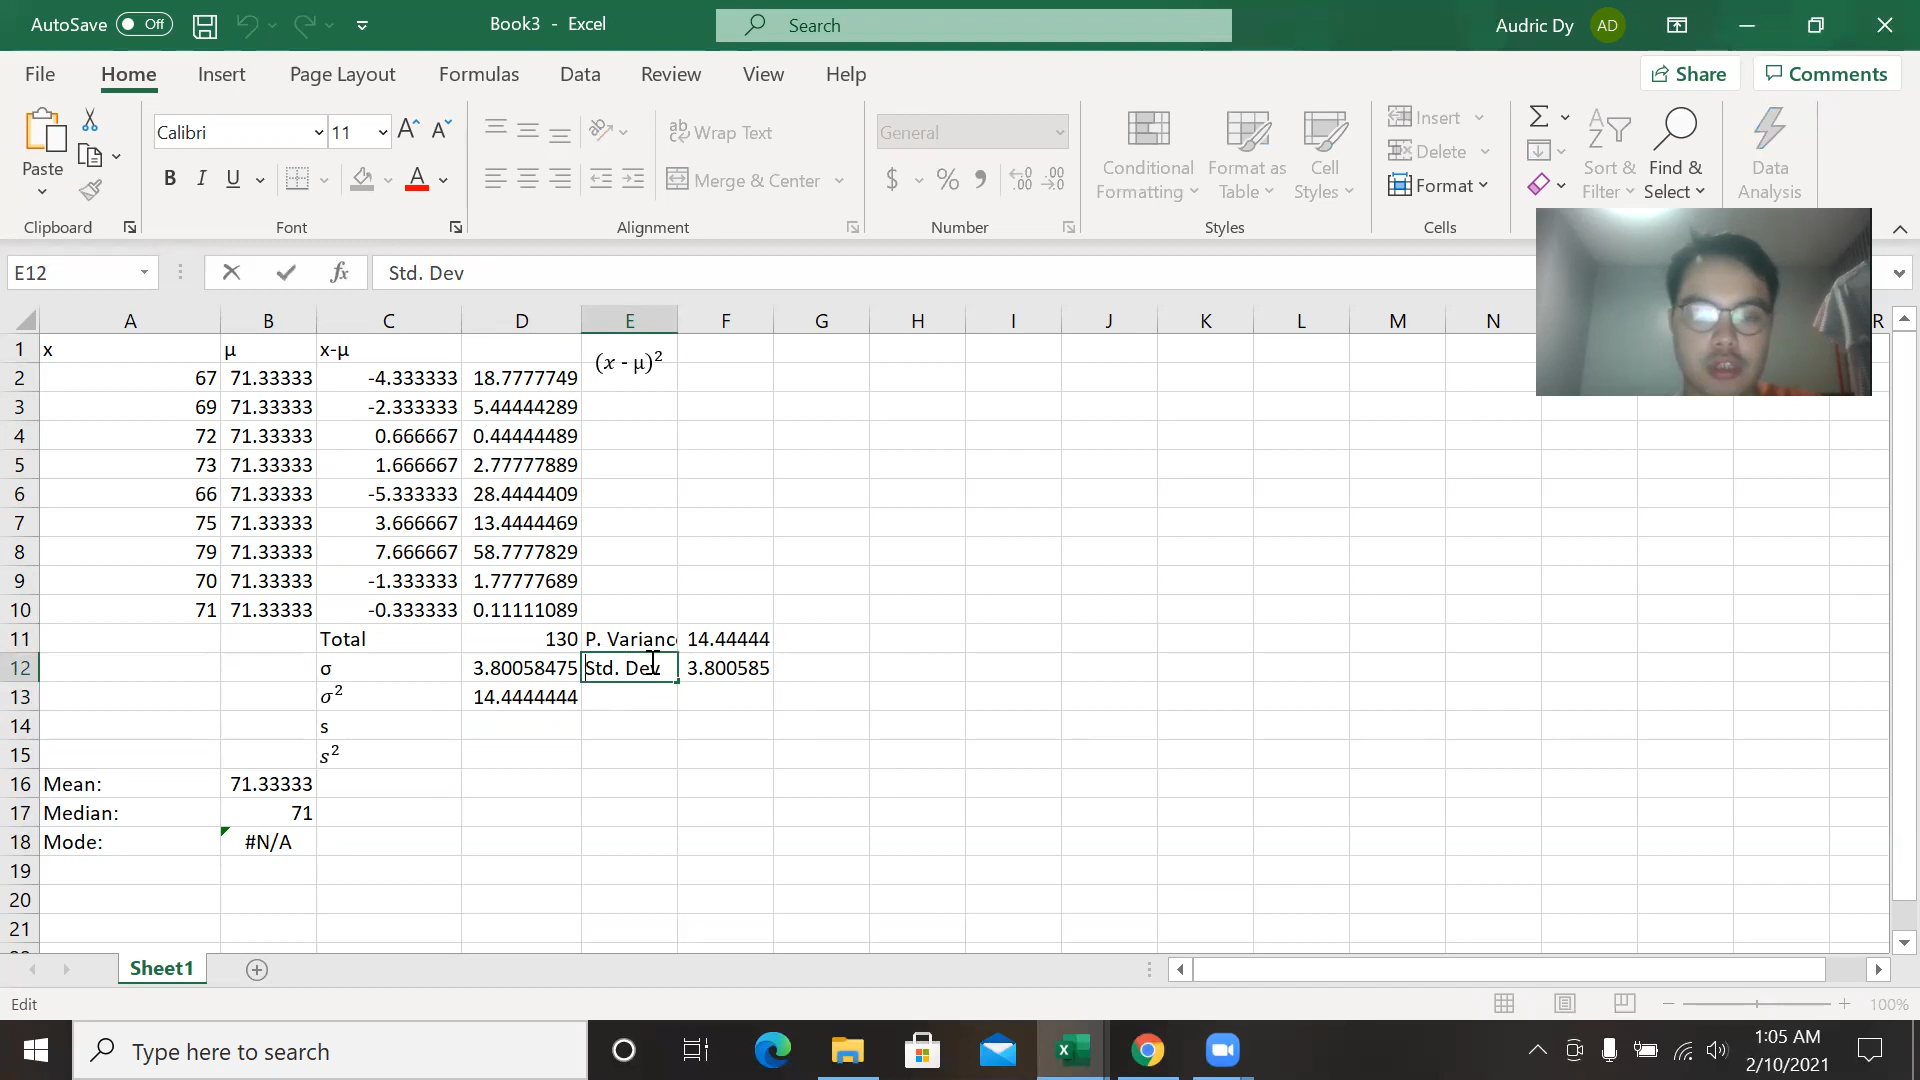 AutoSave Off Book3 - Excel Search Audric Dy AD
File Home Insert Page Layout Formulas Data Review View Help Share Comments
Calibri 11 ab Wrap Text General Insert Σ
Paste Conditional Format as Cell Delete Sort & Find & Data
B I U A Merge & Center $ % Formatting Table Styles Format Filter Select Analysis
Clipboard Font Alignment Number Styles Cells
E12 fx Std. Dev
A B C D E F G H I J K L M N R
1 x μ x-μ (x - μ)²
2 67 71.33333 -4.333333 18.7777749
3 69 71.33333 -2.333333 5.44444289
4 72 71.33333 0.666667 0.44444489
5 73 71.33333 1.666667 2.77777889
6 66 71.33333 -5.333333 28.4444409
7 75 71.33333 3.666667 13.4444469
8 79 71.33333 7.666667 58.7777829
9 70 71.33333 -1.333333 1.77777689
10 71 71.33333 -0.333333 0.11111089
11 Total 130 P. Varianc 14.44444
12 σ 3.80058475 Std. Dev 3.800585
13 σ² 14.4444444
14 s
15 s²
16 Mean: 71.33333
17 Median: 71
18 Mode: #N/A
19
20
21
Sheet1
Edit 100%
Type here to search 1:05 AM
2/10/2021